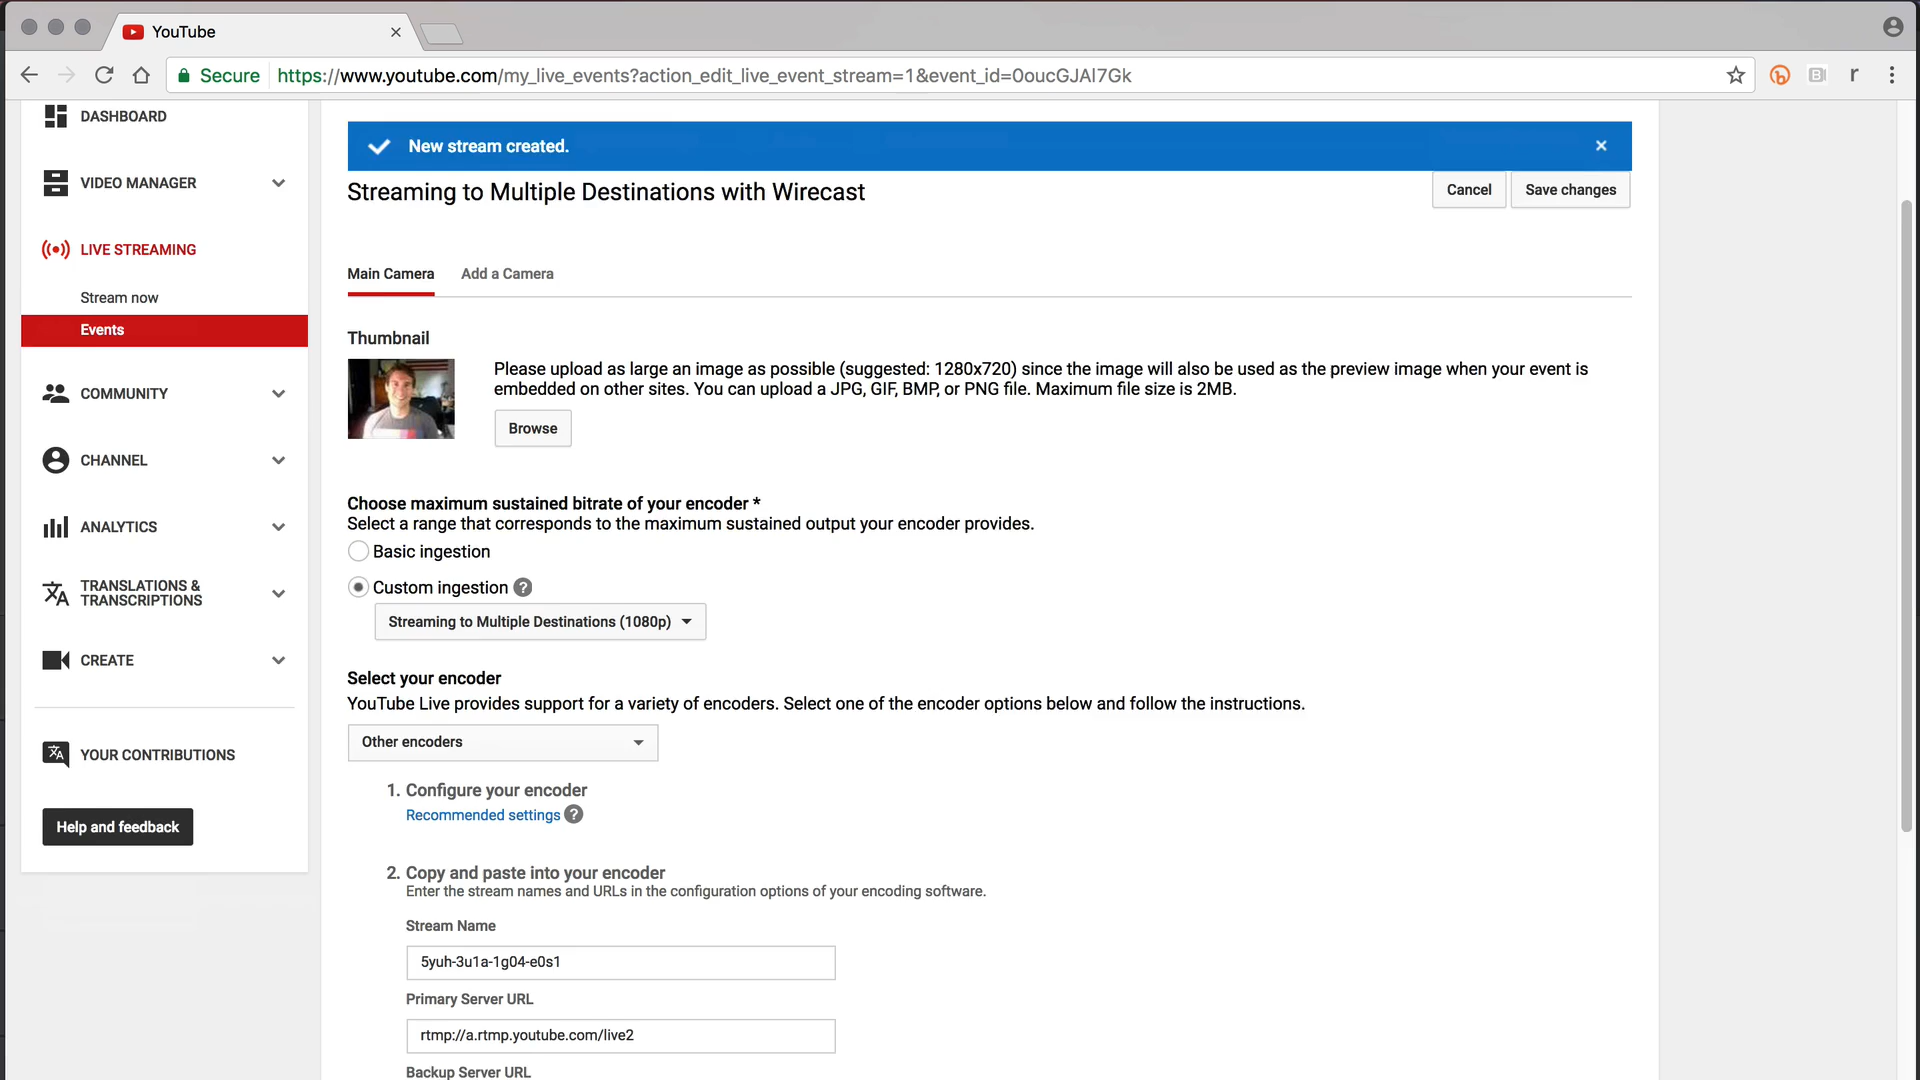 YouTube
Secure https://www.youtube.com/my_live_events?action_edit_live_event_stream=1&event_id=0oucGJAI7Gk
DASHBOARD
VIDEO MANAGER
LIVE STREAMING
Stream now
Events
COMMUNITY
CHANNEL
ANALYTICS
TRANSLATIONS &
TRANSCRIPTIONS
CREATE
YOUR CONTRIBUTIONS
Help and feedback
New stream created.
Streaming to Multiple Destinations with Wirecast
Cancel
Save changes
Main Camera
Add a Camera
Thumbnail
Please upload as large an image as possible (suggested: 1280x720) since the image will also be used as the preview image when your event is
embedded on other sites. You can upload a JPG, GIF, BMP, or PNG file. Maximum file size is 2MB.
Browse
Choose maximum sustained bitrate of your encoder *
Select a range that corresponds to the maximum sustained output your encoder provides.
Basic ingestion
Custom ingestion ?
Streaming to Multiple Destinations (1080p)
Select your encoder
YouTube Live provides support for a variety of encoders. Select one of the encoder options below and follow the instructions.
Other encoders
1. Configure your encoder
Recommended settings ?
2. Copy and paste into your encoder
Enter the stream names and URLs in the configuration options of your encoding software.
Stream Name
5yuh-3u1a-1g04-e0s1
Primary Server URL
rtmp://a.rtmp.youtube.com/live2
Backup Server URL